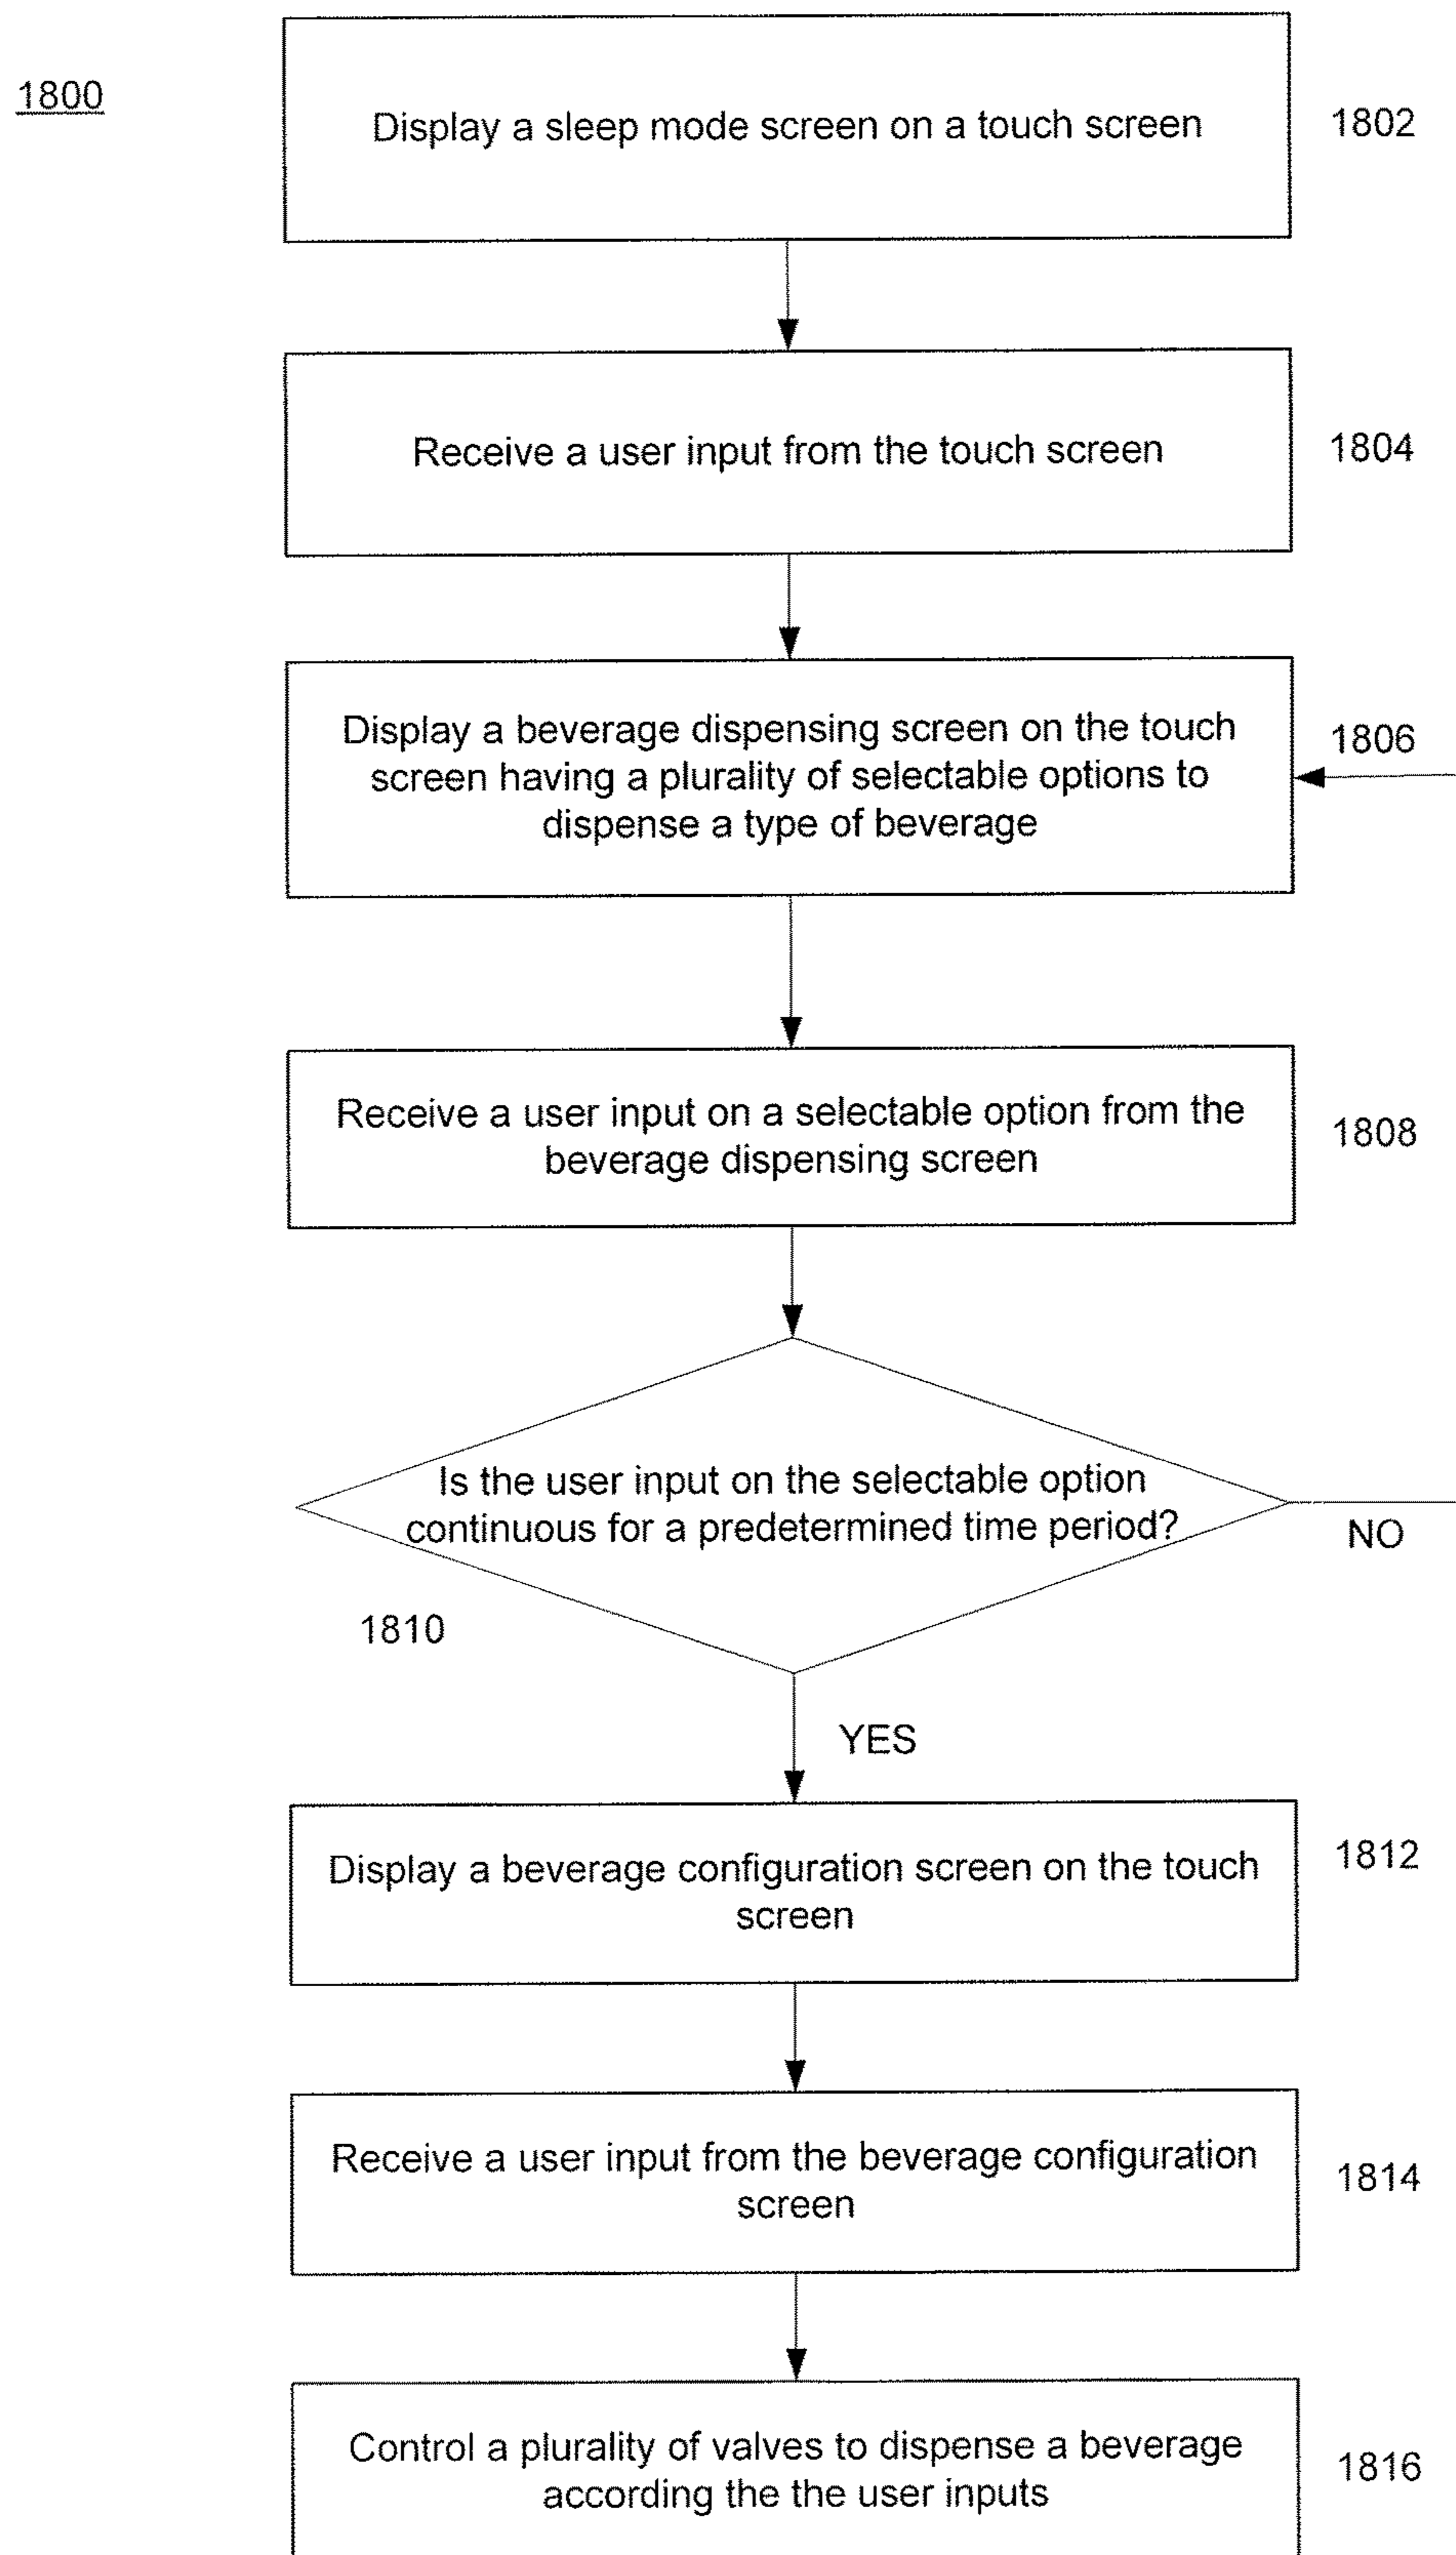 1800
Display a sleep mode screen on a touch screen
1802
Receive a user input from the touch screen
1804
Display a beverage dispensing screen on the touch
screen having a plurality of selectable options to
dispense a type of beverage
1806
Receive a user input on a selectable option from the
beverage dispensing screen
1808
Is the user input on the selectable option
continuous for a predetermined time period?
NO
1810
YES
Display a beverage configuration screen on the touch
screen
1812
Receive a user input from the beverage configuration
screen
1814
Control a plurality of valves to dispense a beverage
according the the user inputs
1816